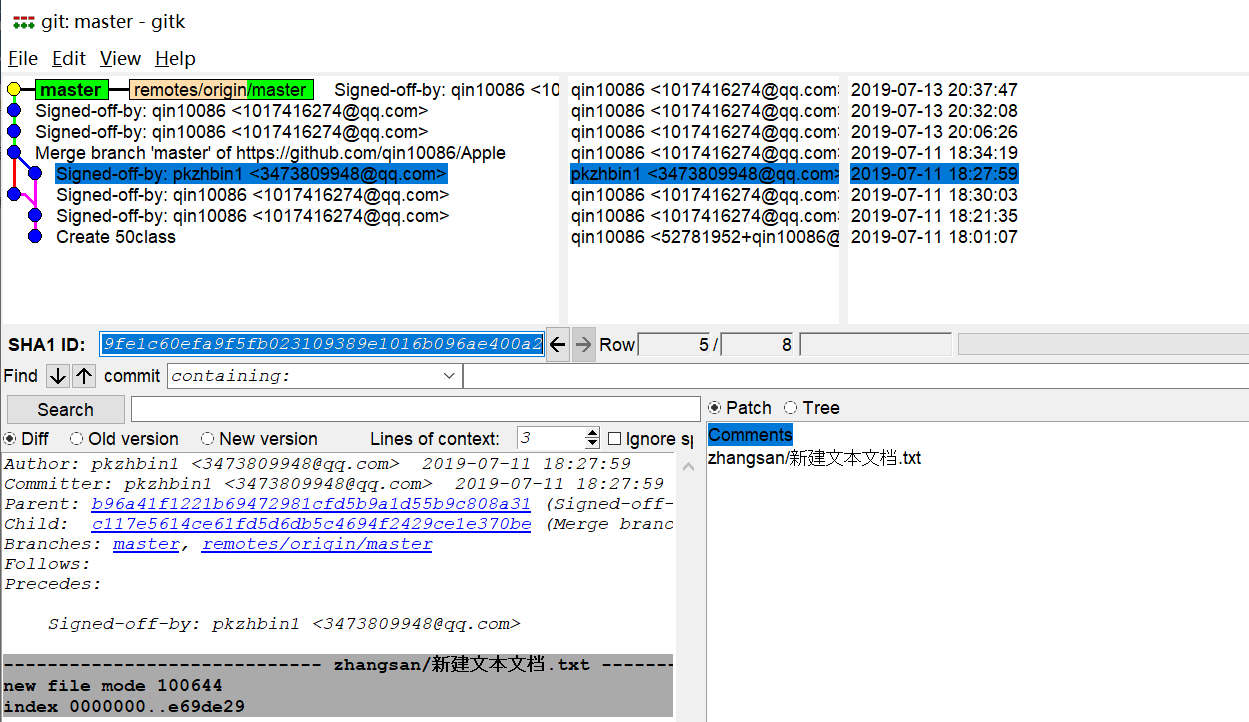 git: master - gitk
File Edit View Help
master remotes/origin/master Signed-off-by: qin10086 <10 qin10086 <1017416274@qq.com> 2019-07-13 20:37:47
Signed-off-by: qin10086 <1017416274@qq.com> qin10086 <1017416274@qq.com> 2019-07-13 20:32:08
Signed-off-by: qin10086 <1017416274@qq.com> qin10086 <1017416274@qq.com> 2019-07-13 20:06:26
Merge branch 'master' of https://github.com/qin10086/Apple qin10086 <1017416274@qq.com> 2019-07-11 18:34:19
Signed-off-by: pkzhbin1 <3473809948@qq.com> pkzhbin1 <3473809948@qq.com> 2019-07-11 18:27:59
Signed-off-by: qin10086 <1017416274@qq.com> qin10086 <1017416274@qq.com> 2019-07-11 18:30:03
Signed-off-by: qin10086 <1017416274@qq.com> qin10086 <1017416274@qq.com> 2019-07-11 18:21:35
Create 50class qin10086 <52781952+qin10086@ 2019-07-11 18:01:07
SHA1 ID: 9fe1c60efa9f5fb023109389e1016b096ae400a2 Row 5 / 8
Find commit containing:
Search Patch Tree
Diff Old version New version Lines of context: 3 Ignore sp
Comments
zhangsan/新建文本文档.txt
Author: pkzhbin1 <3473809948@qq.com> 2019-07-11 18:27:59
Committer: pkzhbin1 <3473809948@qq.com> 2019-07-11 18:27:59
Parent: b96a41f1221b69472981cfd5b9a1d55b9c808a31 (Signed-off-
Child: c117e5614ce61fd5d6db5c4694f2429ce1e370be (Merge branc
Branches: master, remotes/origin/master
Follows:
Precedes:
Signed-off-by: pkzhbin1 <3473809948@qq.com>
---------------------------- zhangsan/新建文本文档.txt -------
new file mode 100644
index 0000000..e69de29